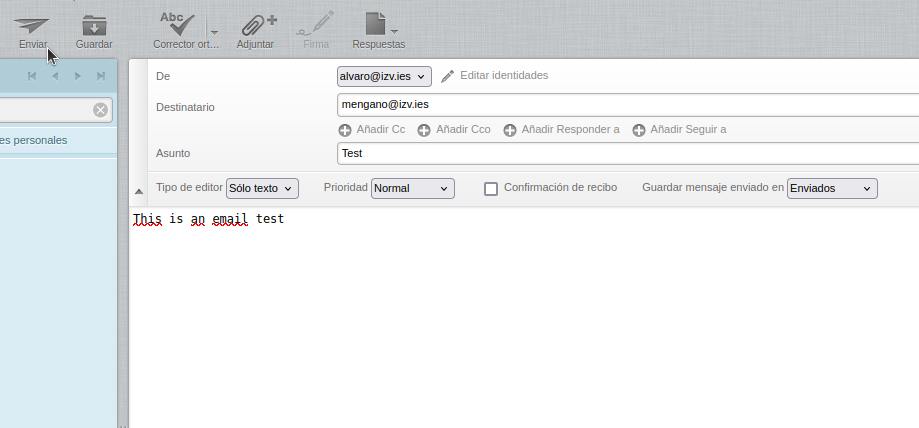 Abc
Enviar Guardar Corrector ort... Adjuntar Firma Respuestas
De alvaro@izv.ies Editar identidades
Destinatario mengano@izv.ies
es personales
Añadir Cc Añadir Cco Añadir Responder a Añadir Seguir a
Asunto Test
Tipo de editor Sólo texto Prioridad Normal Confirmación de recibo Guardar mensaje enviado en Enviados
This is an email test